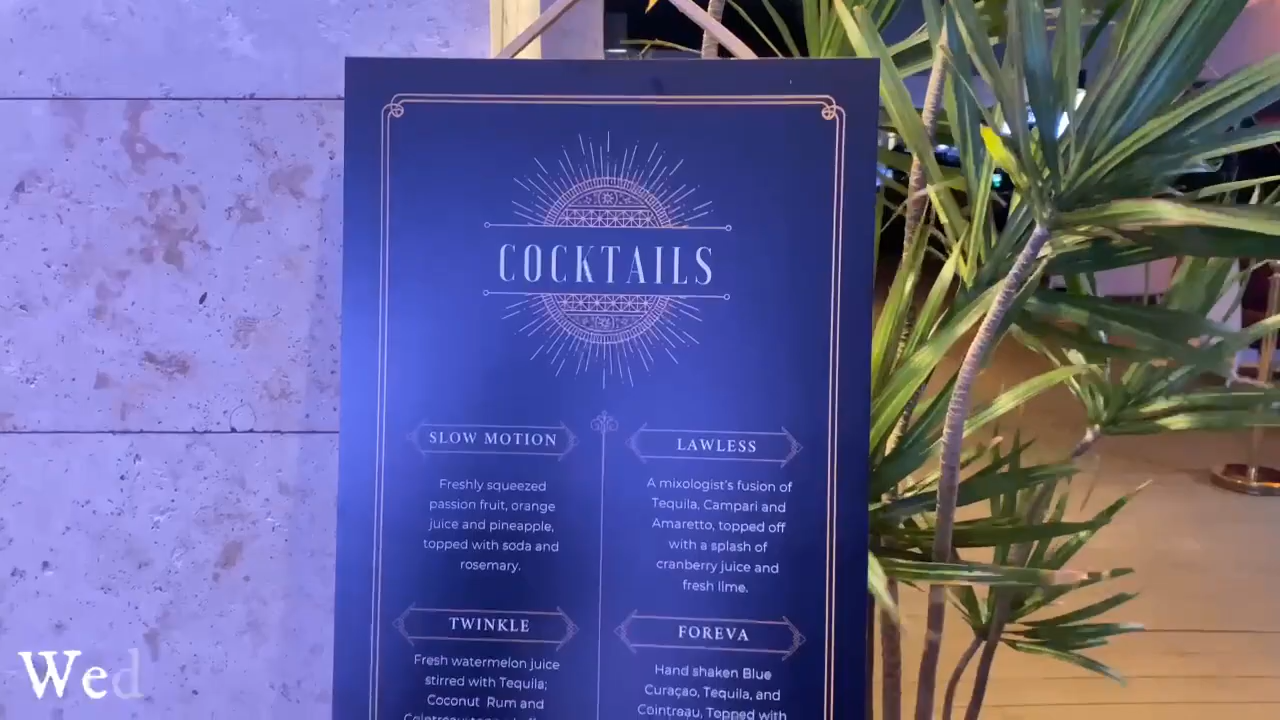 COCKTAILS
SLOW MOTION
Freshly squeezed
passion fruit, orange
juice and pineapple,
topped with soda and
rosemary.
LAWLESS
A mixologist's fusion of
Tequila, Campari and
Amaretto, topped off
with a splash of
cranberry juice and
fresh lime.
TWINKLE
Fresh watermelon juice
stirred with Tequila;
Coconut Rum and
Cointreau
FOREVA
Hand shaken Blue
Curaçao, Tequila, and
Cointreau, Topped with
Wed